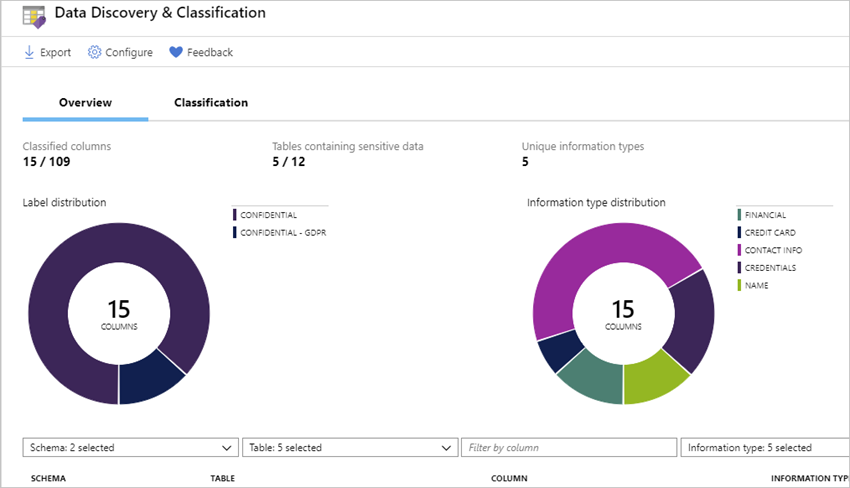 Data Discovery & Classification
Export Configure Feedback
Overview Classification
Classified columns Tables containing sensitive data Unique information types
15 / 109 5 / 12 5
Label distribution
CONFIDENTIAL
CONFIDENTIAL - GDPR
15
COLUMNS
Information type distribution
FINANCIAL
CREDIT CARD
CONTACT INFO
CREDENTIALS
NAME
15
COLUMNS
Schema: 2 selected Table: 5 selected Filter by column Information type: 5 selected
SCHEMA TABLE COLUMN INFORMATION TYP